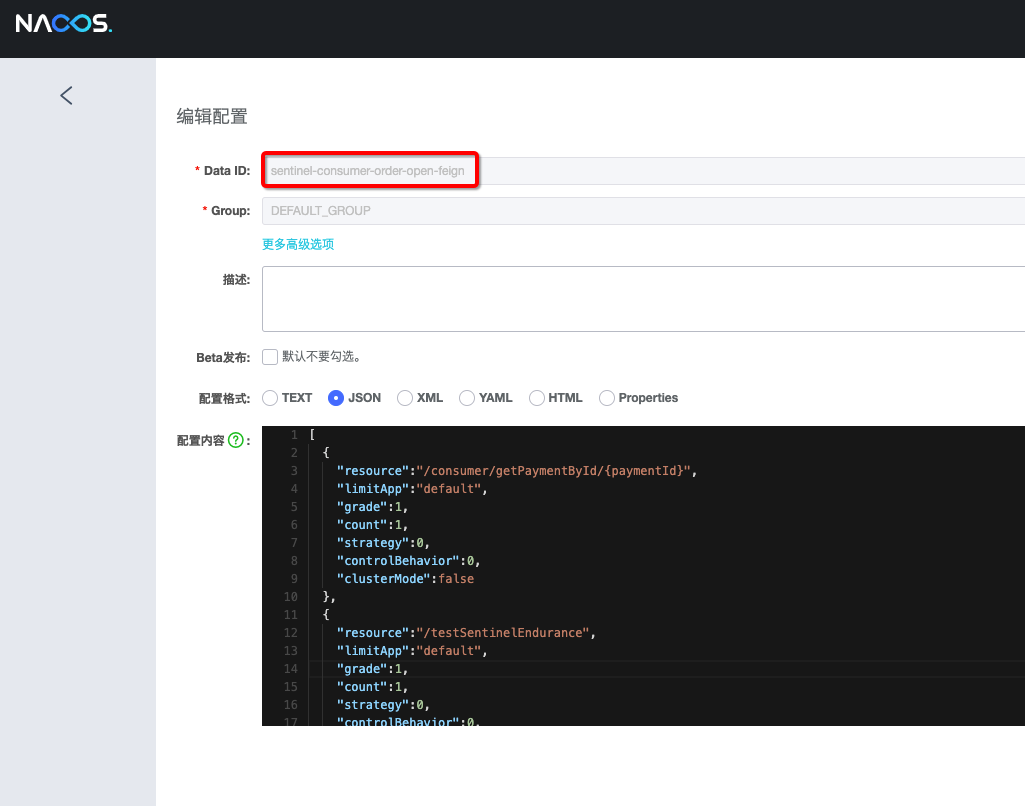 NACOS.
编辑配置
* Data ID: sentinel-consumer-order-open-feign
* Group: DEFAULT_GROUP
更多高级选项
描述:
Beta发布: 默认不要勾选。
配置格式: TEXT JSON XML YAML HTML Properties
配置内容 ? :
1 [
2 {
3 "resource":"/consumer/getPaymentById/{paymentId}",
4 "limitApp":"default",
5 "grade":1,
6 "count":1,
7 "strategy":0,
8 "controlBehavior":0,
9 "clusterMode":false
10 },
11 {
12 "resource":"/testSentinelEndurance",
13 "limitApp":"default",
14 "grade":1,
15 "count":1,
16 "strategy":0,
17 "controlBehavior":0,